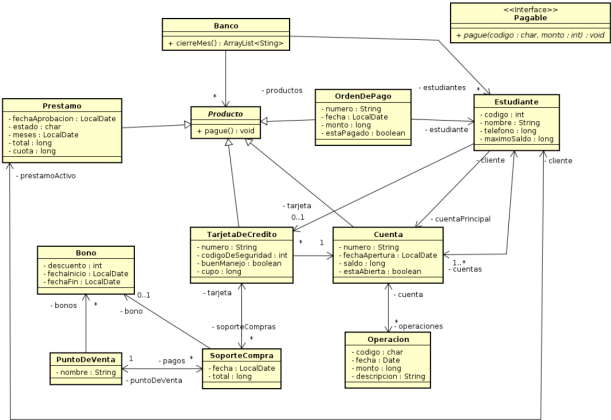 Banco
+ cierreMes() : ArrayList<Sting>
<<Interface>>
Pagable
+ pague(codigo : char, monto : int) : void
*
- productos
- estudiantes
*
Prestamo
- fechaAprobacion : LocalDate
- estado : char
- meses : LocalDate
- total : long
- cuota : long
Producto
+ pague() : void
OrdenDePago
- numero : String
- fecha : LocalDate
- monto : long
- estaPagado : boolean
- estudiante
Estudiante
- codigo : int
- nombre : String
- telefono : long
- maximoSaldo : long
- prestamoActivo
- cliente
- cliente
- tarjeta
0..1
- cuentaPrincipal
TarjetaDeCredito
- numero : String
- codigoDeSeguridad : int
- buenManejo : boolean
- cupo : long
*
1
Cuenta
- numero : String
- fechaApertura : LocalDate
- saldo : long
- estaAbierta : boolean
1..*
- cuentas
Bono
- descuento : int
- fechaInicio : LocalDate
- fechaFin : LocalDate
0..1
- bonos
*
- bono
- tarjeta
- soporteCompras
*
- cuenta
*
- operaciones
PuntoDeVenta
- nombre : String
1
- pagos
*
- puntoDeVenta
SoporteCompra
- fecha : LocalDate
- total : long
Operacion
- codigo : char
- fecha : Date
- monto : long
- descripcion : String